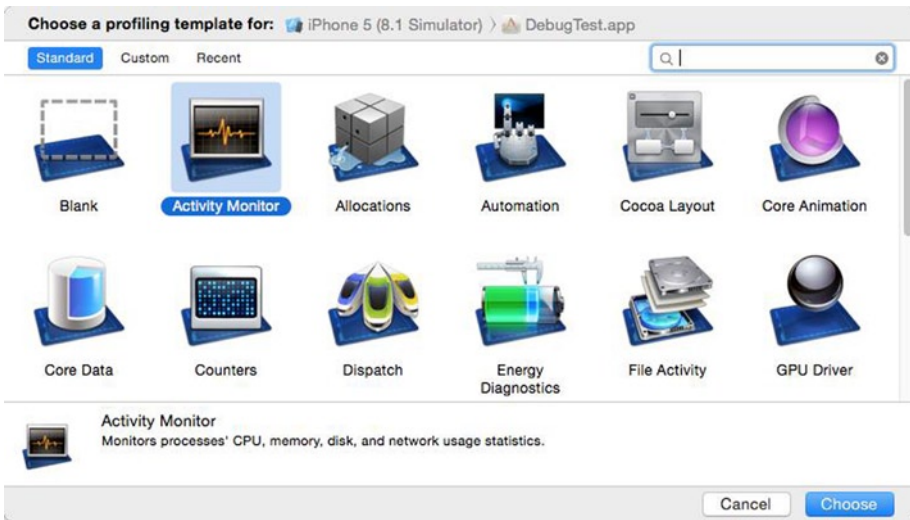 Choose a profiling template for: iPhone 5 (8.1 Simulator) 〉 DebugTest.app
Standard Custom Recent
Blank Activity Monitor Allocations Automation Cocoa Layout Core Animation
Core Data Counters Dispatch Energy Diagnostics File Activity GPU Driver
Activity Monitor
Monitors processes' CPU, memory, disk, and network usage statistics.
Cancel Choose